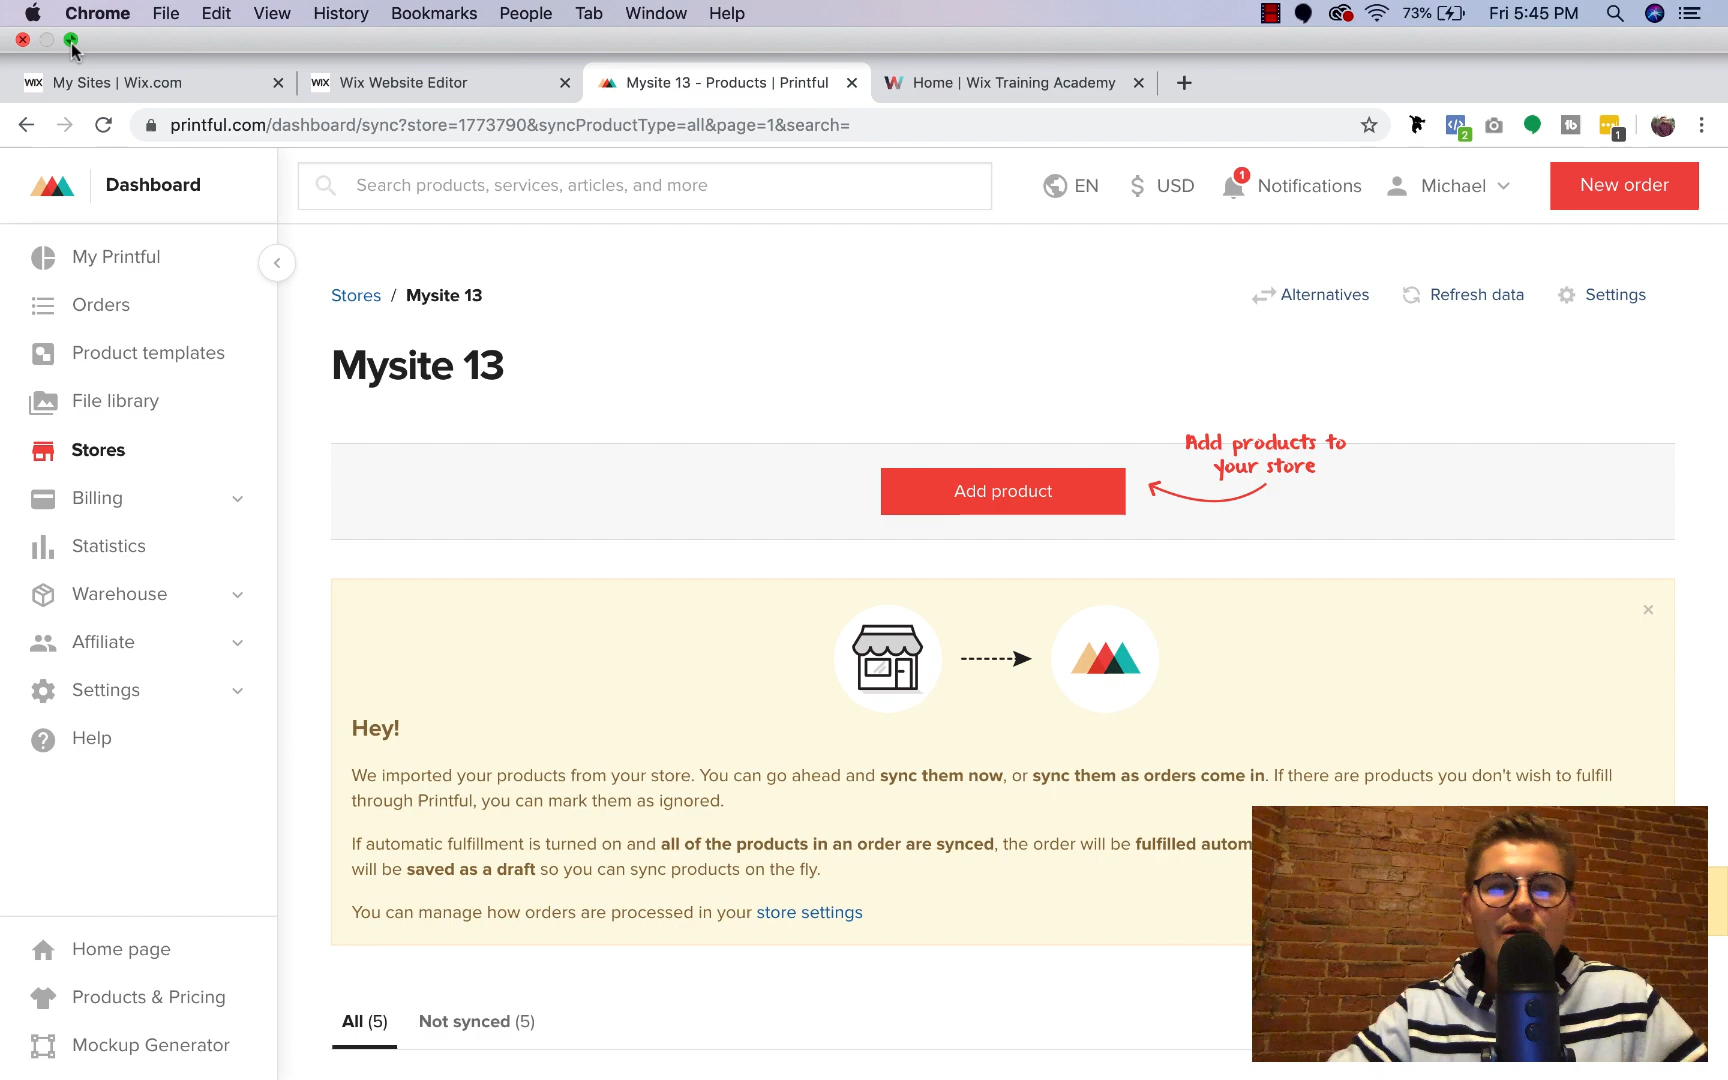 Chrome File Edit View History Bookmarks People Tab Window Help 73% Fri 5:45 PM
WIX My Sites | Wix.com WIX Wix Website Editor Mysite 13 - Products | Printful Home | Wix Training Academy
printful.com/dashboard/sync?store=1773790&syncProductType=all&page=1&search= 2 1
Dashboard
Search products, services, articles, and more
EN $ USD 1 Notifications Michael New order
My Printful
Orders
Product templates
File library
Stores
Billing
Statistics
Warehouse
Affiliate
Settings
Help
Home page
Products & Pricing
Mockup Generator
Stores / Mysite 13
Alternatives Refresh data Settings
Mysite 13
Add product
Add products to
your store
Hey!
We imported your products from your store. You can go ahead and sync them now, or sync them as orders come in. If there are products you don't wish to fulfill
through Printful, you can mark them as ignored.
If automatic fulfillment is turned on and all of the products in an order are synced, the order will be fulfilled autom
will be saved as a draft so you can sync products on the fly.
You can manage how orders are processed in your store settings
All (5) Not synced (5)